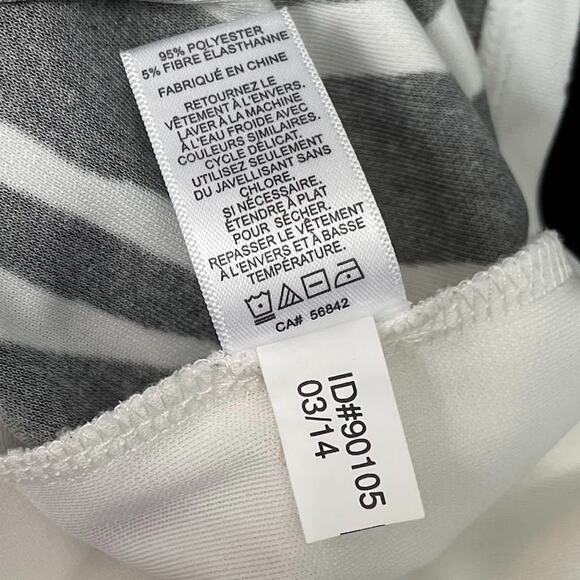 95% POLYESTER
5% FIBRE ÉLASTHANNE
FABRIQUÉ EN CHINE
RETOURNEZ LE
VÊTEMENT À L'ENVERS.
LAVER À LA MACHINE
À L'EAU FROIDE AVEC
COULEURS SIMILAIRES.
CYCLE DÉLICAT.
UTILISEZ SEULEMENT
DU JAVELLISANT SANS
CHLORE,
SI NÉCESSAIRE.
ÉTENDRE À PLAT
POUR SÉCHER.
REPASSER LE VÊTEMENT
À L'ENVERS ET À BASSE
TEMPÉRATURE.
CA# 56842
ID#90105
03/14